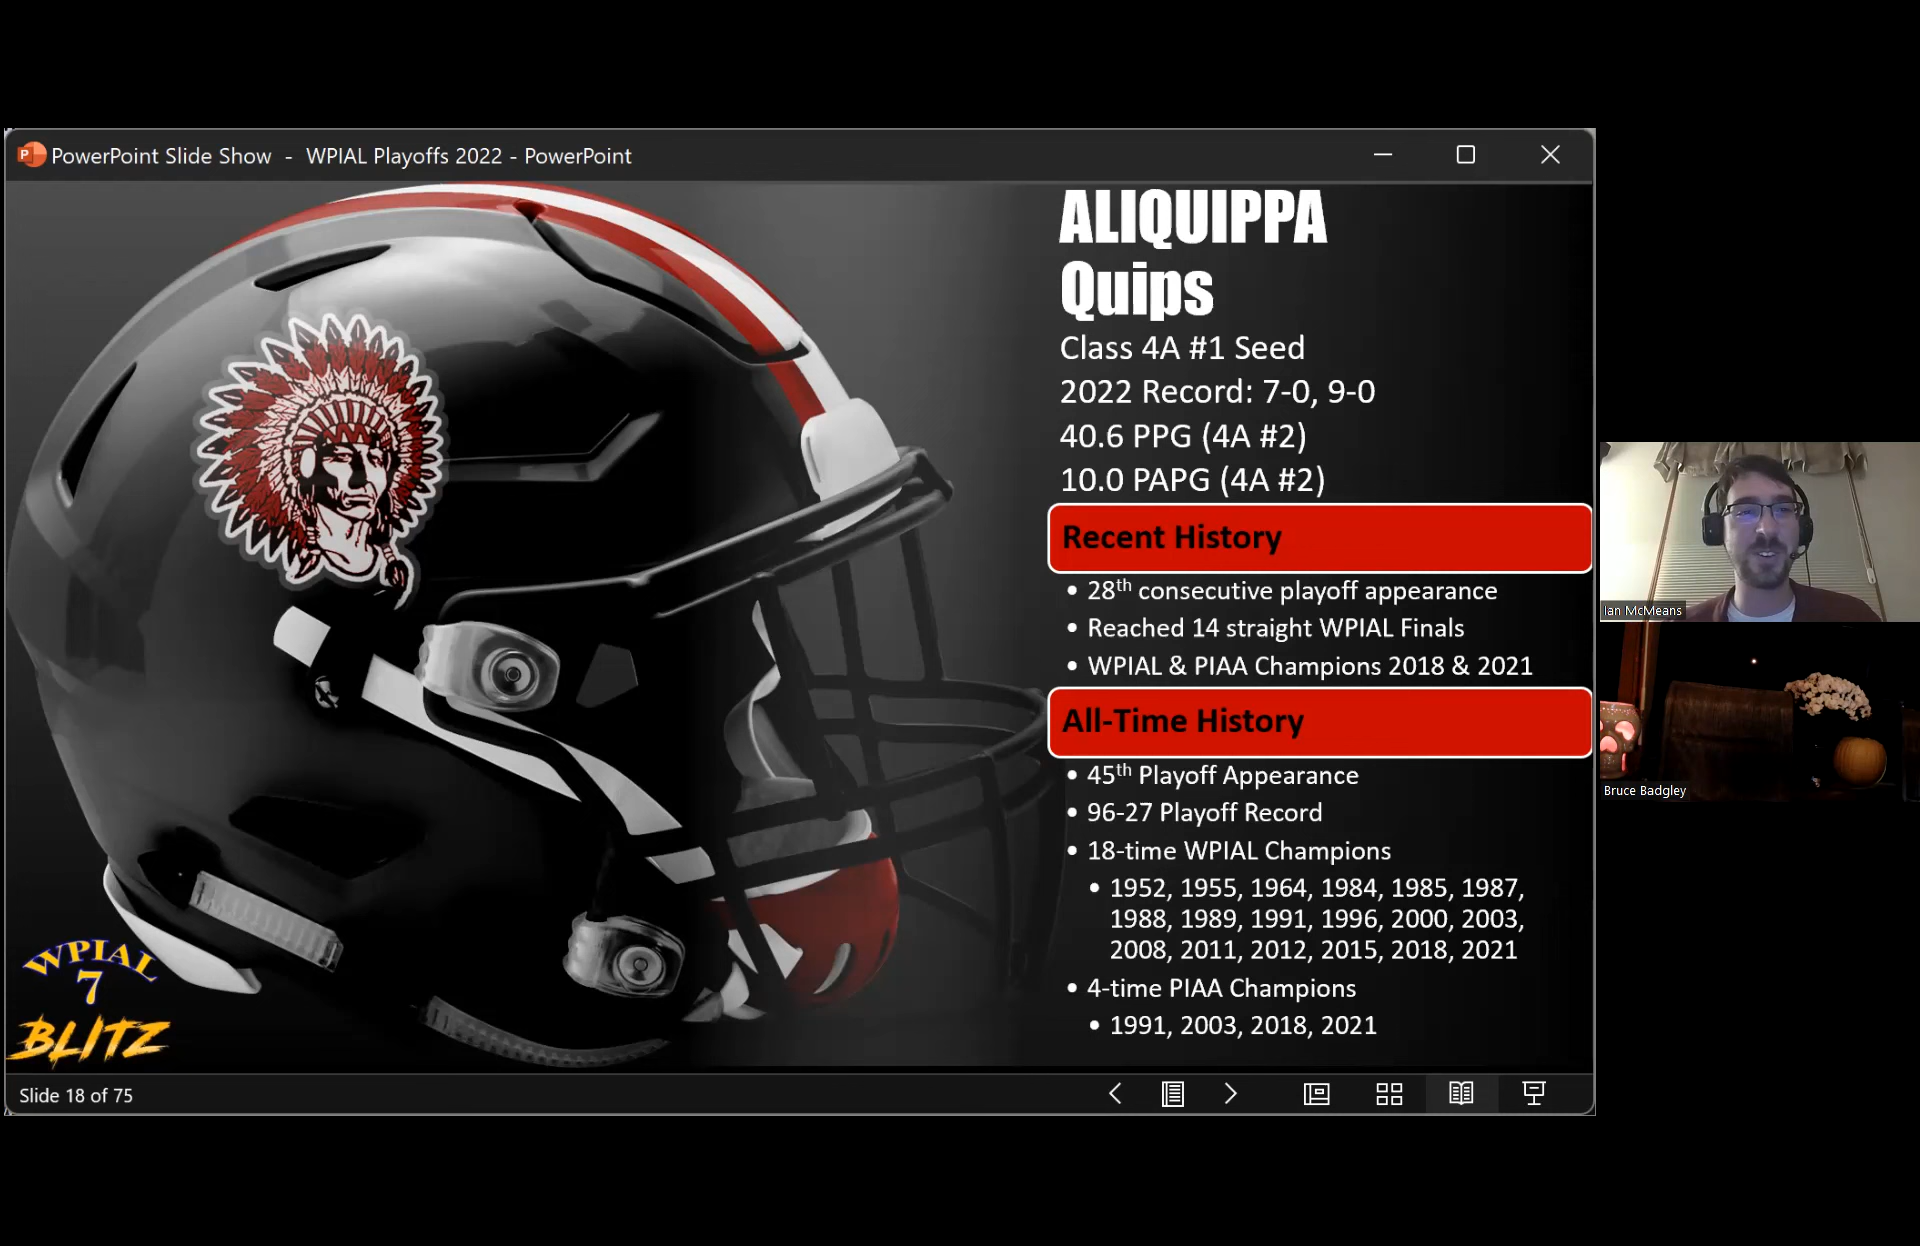 PowerPoint Slide Show - WPIAL Playoffs 2022 - PowerPoint
ALIQUIPPA
Quips
Class 4A #1 Seed
2022 Record: 7-0, 9-0
40.6 PPG (4A #2)
10.0 PAPG (4A #2)
Recent History
• 28th consecutive playoff appearance
• Reached 14 straight WPIAL Finals
• WPIAL & PIAA Champions 2018 & 2021
All-Time History
• 45th Playoff Appearance
• 96-27 Playoff Record
• 18-time WPIAL Champions
• 1952, 1955, 1964, 1984, 1985, 1987,
1988, 1989, 1991, 1996, 2000, 2003,
2008, 2011, 2012, 2015, 2018, 2021
• 4-time PIAA Champions
• 1991, 2003, 2018, 2021
WPIAL
7
BLITZ
Slide 18 of 75
Ian McMeans
Bruce Badgley